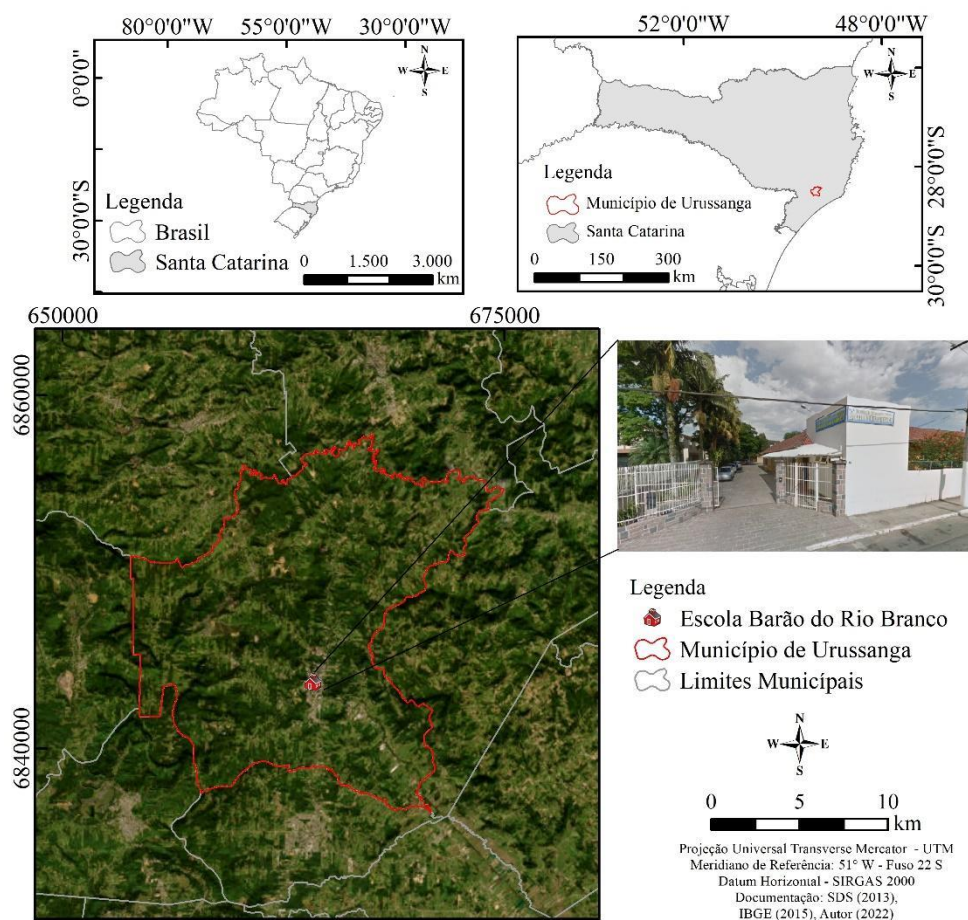 80°0'0"W 55°0'0"W 30°0'0"W
0°0'0"
30°0'0"S
N
W E
S
Legenda
Brasil
Santa Catarina
0 1.500 3.000
km
52°0'0"W 48°0'0"W
28°0'0"S
30°0'0"S
N
W E
S
Legenda
Município de Urussanga
Santa Catarina
0 150 300
km
650000 675000
6860000
6840000
Legenda
Escola Barão do Rio Branco
Município de Urussanga
Limites Municípais
N
W E
S
0 5 10
km
Projeção Universal Transverse Mercator - UTM
Meridiano de Referência: 51° W - Fuso 22 S
Datum Horizontal - SIRGAS 2000
Documentação: SDS (2013),
IBGE (2015), Autor (2022)